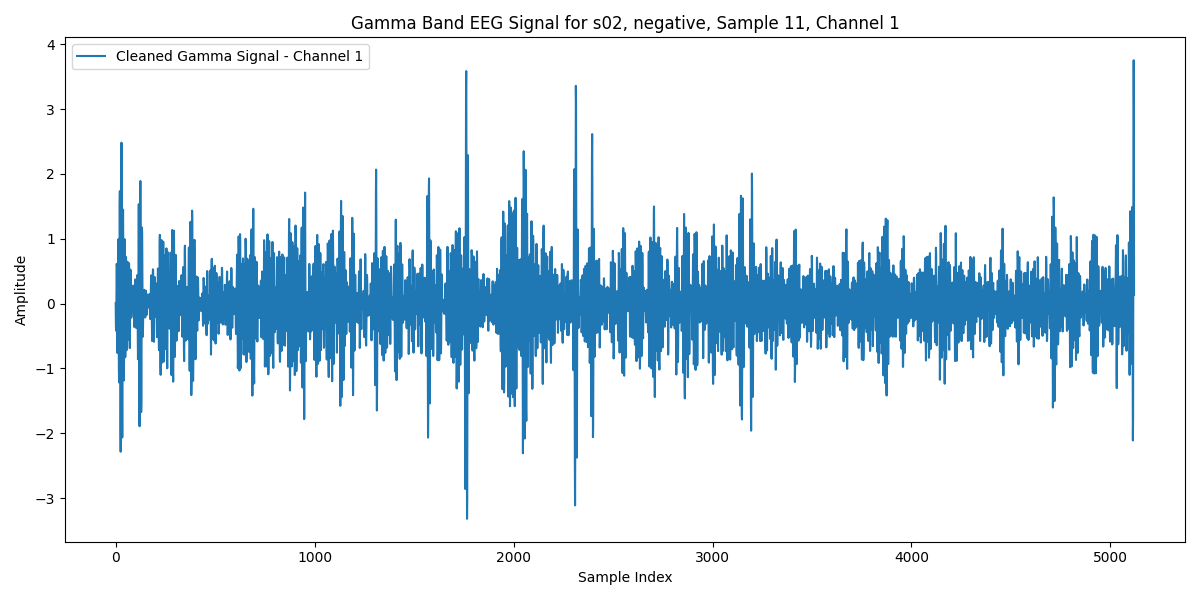 Gamma Band EEG Signal for s02, negative, Sample 11, Channel 1
Cleaned Gamma Signal - Channel 1
Amplitude
4
3
2
1
0
−1
−2
−3
0 1000 2000 3000 4000 5000
Sample Index